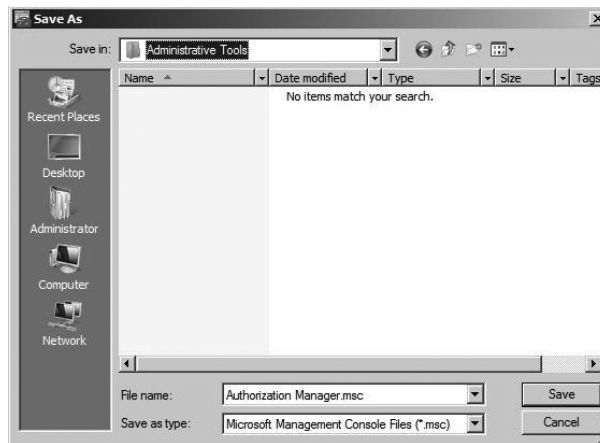 Save As
Save in: Administrative Tools
Name Date modified Type Size Tags
No items match your search.
Recent Places
Desktop
Administrator
Computer
Network
File name: Authorization Manager.msc Save
Save as type: Microsoft Management Console Files (*.msc) Cancel